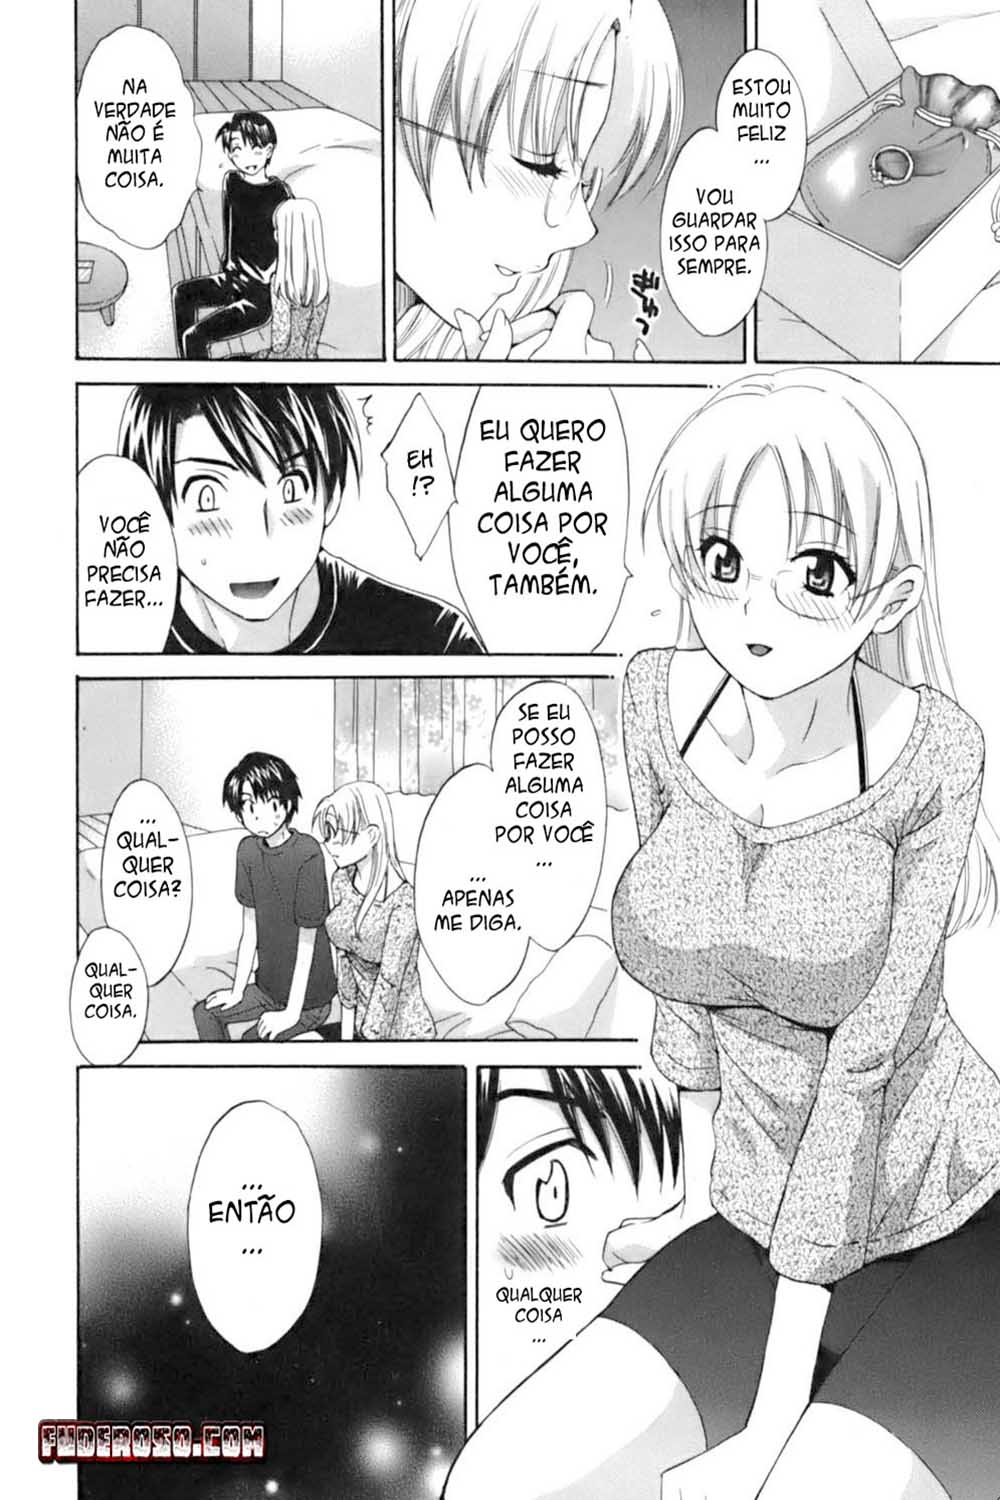 ESTOU
MUITO
FELIZ
...
VOU
GUARDAR
ISSO PARA
SEMPRE.
NA
VERDADE
NÃO É
MUITA
COISA.
EU QUERO
FAZER
ALGUMA
COISA POR
VOCÊ,
TAMBÉM.
EH
!?
VOCÊ
NÃO
PRECISA
FAZER...
SE EU
POSSO
FAZER
ALGUMA
COISA
POR VOCÊ
...
...
APENAS
ME DIGA.
...
QUAL-
QUER
COISA?
QUAL-
QUER
COISA.
QUALQUER
COISA
...
...
ENTÃO
...
FUDEROSO.COM